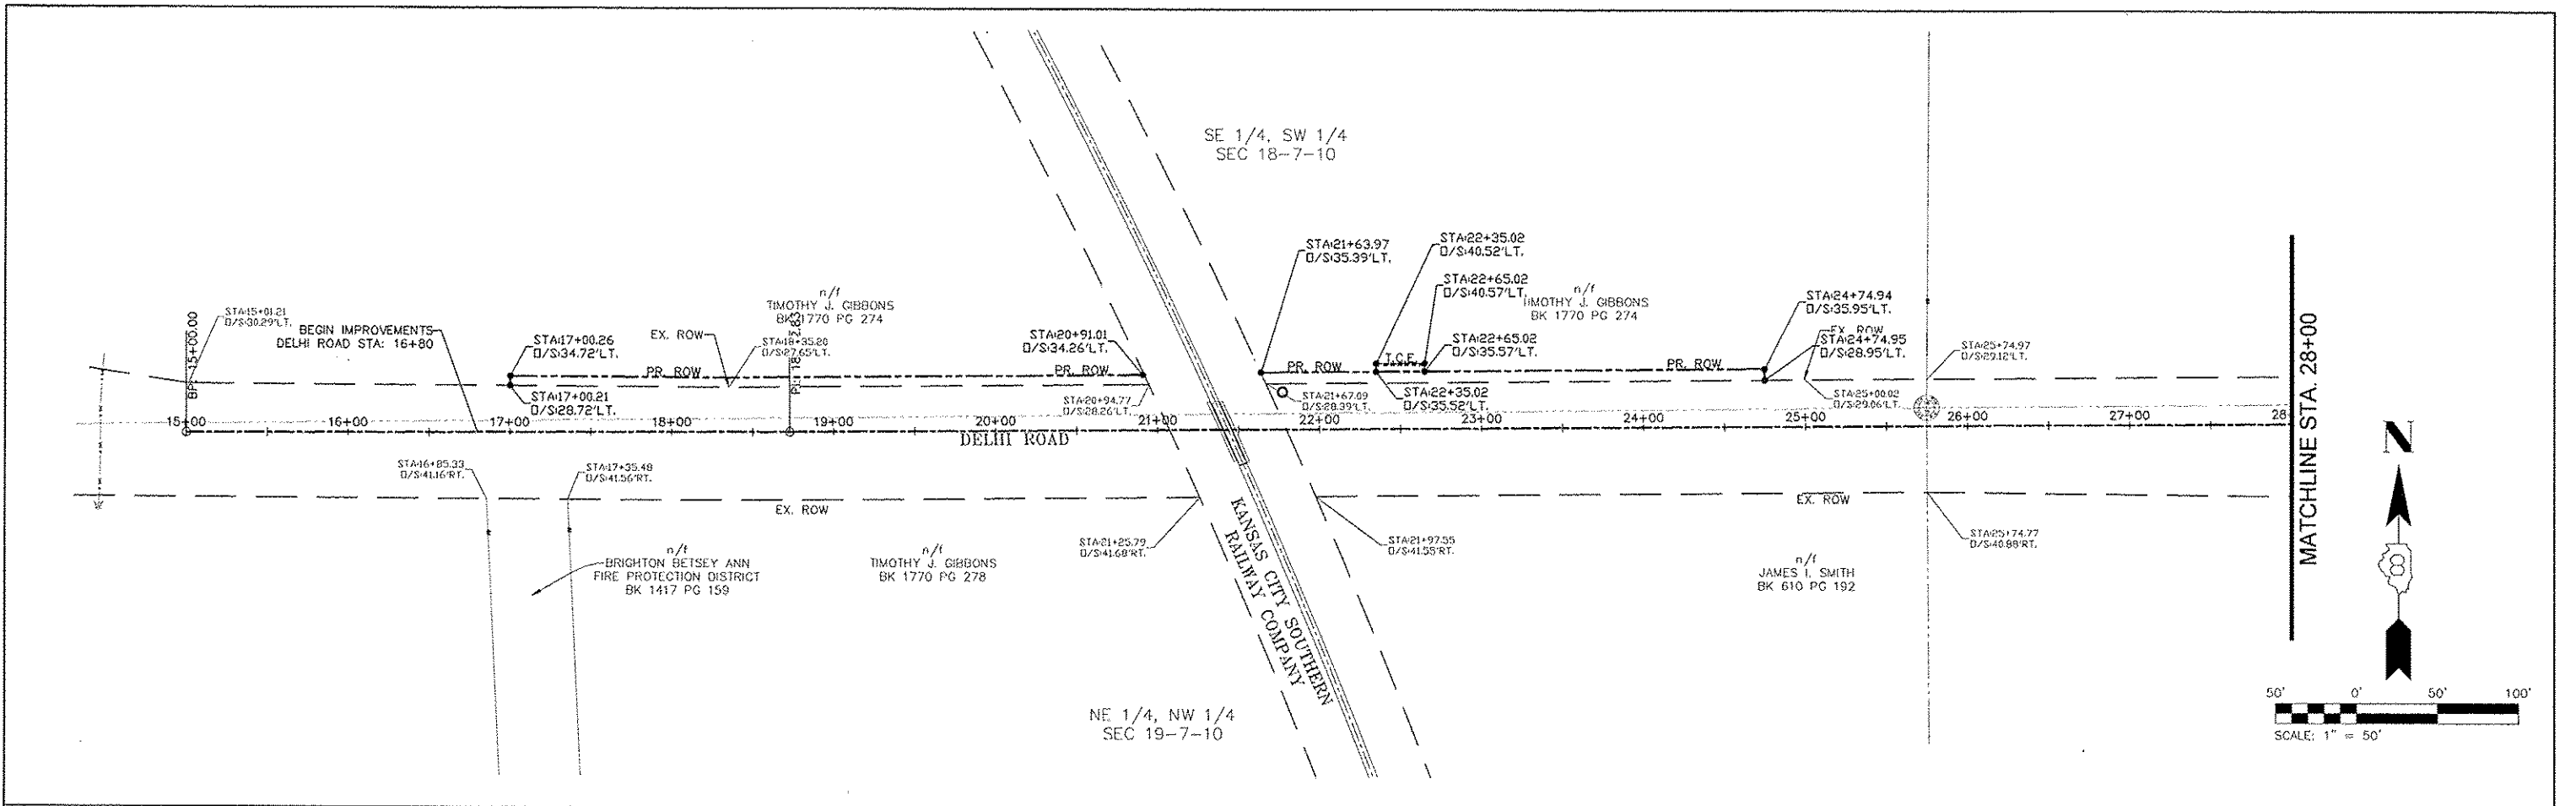 SE 1/4, SW 1/4
SEC 18-7-10
STA:15+01.21
O/S:30.29'LT.
BP: 15+00.00
BEGIN IMPROVEMENTS
DELHI ROAD STA: 16+80
STA:17+00.26
O/S:34.72'LT.
STA:17+00.21
O/S:28.72'LT.
EX. ROW
PR. ROW
n/f
TIMOTHY J. GIBBONS
BK 1770 PG 274
STA:18+35.20
O/S:27.65'LT.
STA:20+91.01
O/S:34.26'LT.
PR. ROW
STA:20+94.77
O/S:28.26'LT.
STA:21+63.97
O/S:35.39'LT.
STA:22+35.02
O/S:40.52'LT.
STA:22+65.02
O/S:40.57'LT.
n/f
TIMOTHY J. GIBBONS
BK 1770 PG 274
STA:22+65.02
O/S:35.57'LT.
PR. ROW
T.C.E.
PR. ROW
STA:21+67.09
O/S:28.39'LT.
STA:22+35.02
O/S:35.52'LT.
STA:24+74.94
O/S:35.95'LT.
EX. ROW
STA:24+74.95
O/S:28.95'LT.
STA:25+00.02
O/S:29.06'LT.
STA:25+74.97
O/S:29.12'LT.
15+00
16+00
17+00
18+00
19+00
20+00
21+00
22+00
23+00
24+00
25+00
26+00
27+00
28
DELHI ROAD
MATCHLINE STA. 28+00
STA:16+85.33
O/S:41.16'RT.
STA:17+35.48
O/S:41.56'RT.
EX. ROW
STA:21+25.79
O/S:41.68'RT.
STA:21+97.55
O/S:41.55'RT.
EX. ROW
STA:25+74.77
O/S:40.88'RT.
n/f
BRIGHTON BETSEY ANN
FIRE PROTECTION DISTRICT
BK 1417 PG 159
n/f
TIMOTHY J. GIBBONS
BK 1770 PG 278
KANSAS CITY SOUTHERN
RAILWAY COMPANY
n/f
JAMES I. SMITH
BK 610 PG 192
NE 1/4, NW 1/4
SEC 19-7-10
N
8
50' 0' 50' 100'
SCALE: 1" = 50'